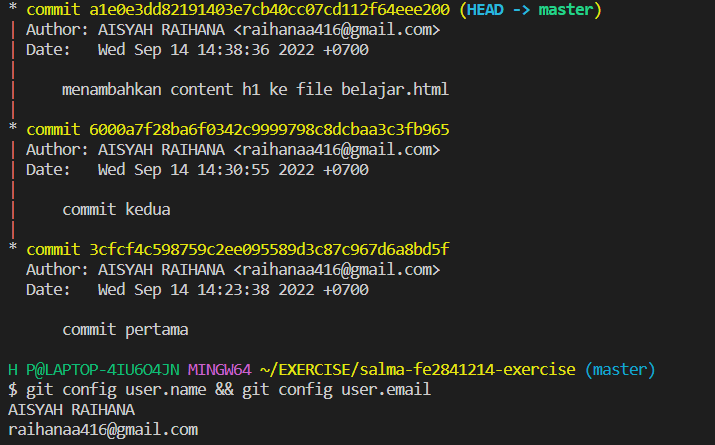 * commit a1e0e3dd82191403e7cb40cc07cd112f64eee200 (HEAD -> master)
| Author: AISYAH RAIHANA <raihanaa416@gmail.com>
| Date:   Wed Sep 14 14:38:36 2022 +0700
|
|     menambahkan content h1 ke file belajar.html
|
* commit 6000a7f28ba6f0342c9999798c8dcbaa3c3fb965
| Author: AISYAH RAIHANA <raihanaa416@gmail.com>
| Date:   Wed Sep 14 14:30:55 2022 +0700
|
|     commit kedua
|
* commit 3cfcf4c598759c2ee095589d3c87c967d6a8bd5f
  Author: AISYAH RAIHANA <raihanaa416@gmail.com>
  Date:   Wed Sep 14 14:23:38 2022 +0700

      commit pertama

H P@LAPTOP-4IU6O4JN MINGW64 ~/EXERCISE/salma-fe2841214-exercise (master)
$ git config user.name && git config user.email
AISYAH RAIHANA
raihanaa416@gmail.com